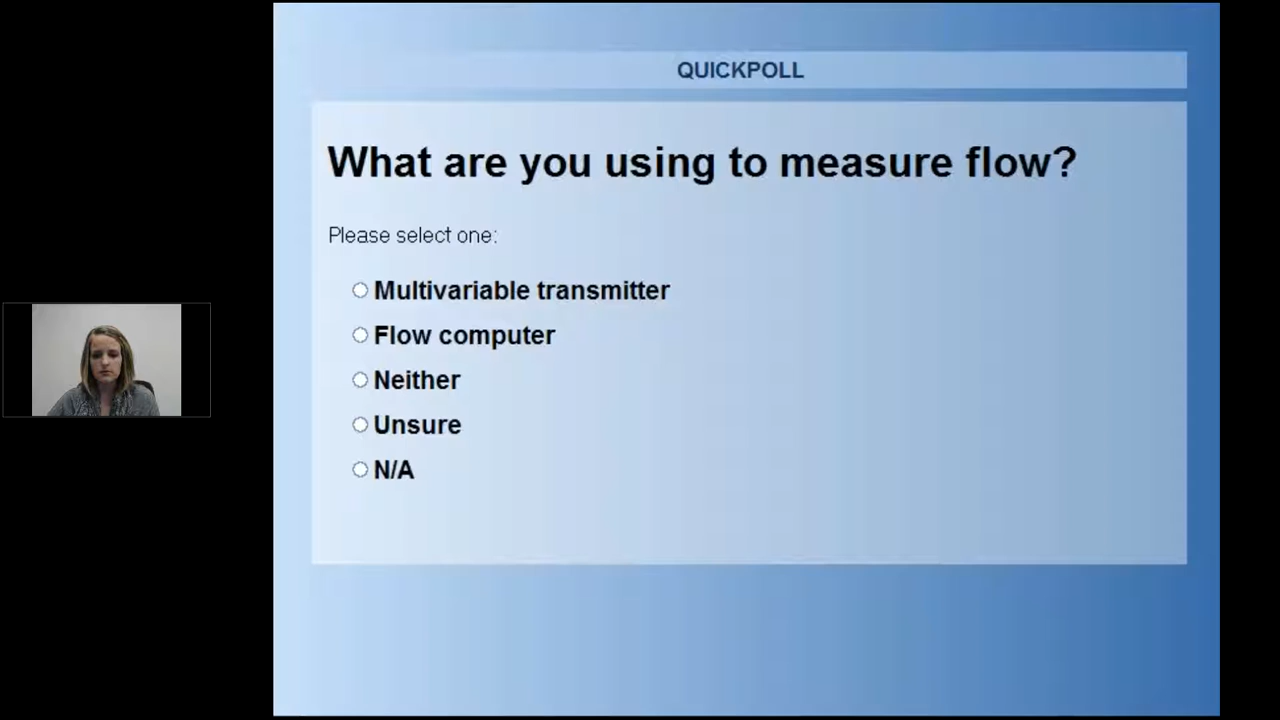 QUICKPOLL
What are you using to measure flow?
Please select one:
Multivariable transmitter
Flow computer
Neither
Unsure
N/A